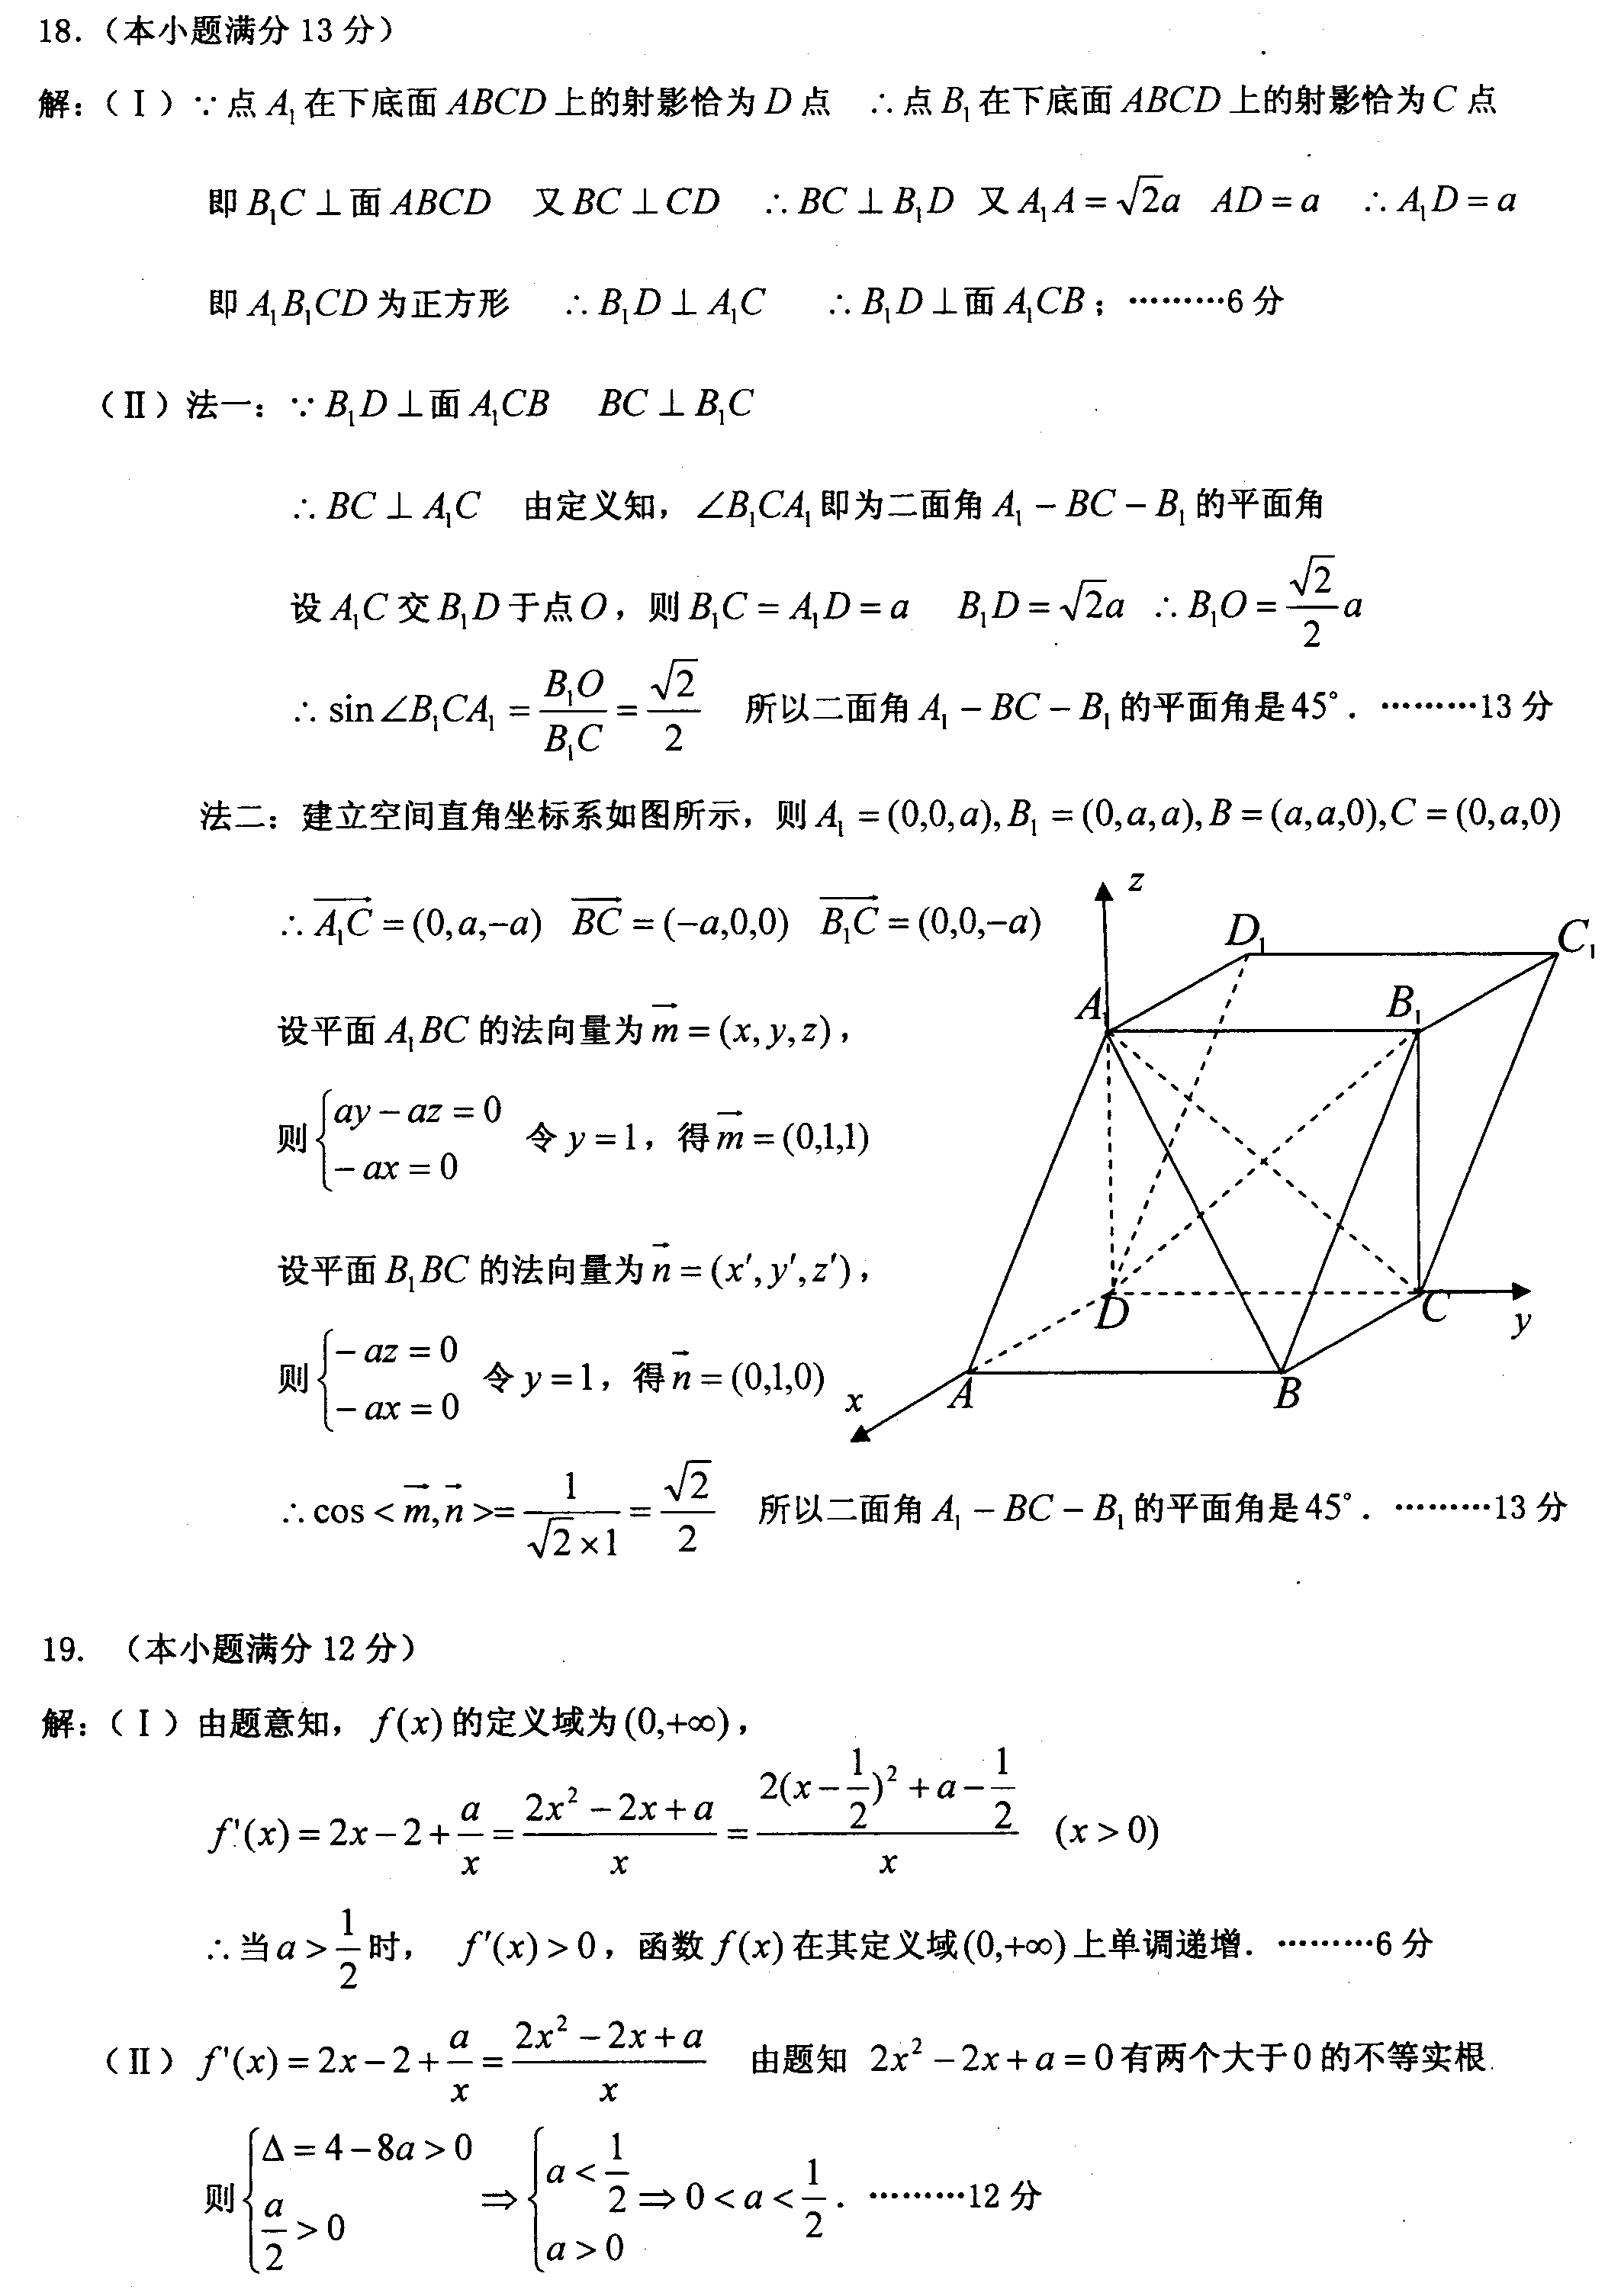 18.（本小题满分 13 分）
解：（Ⅰ）∵点 A₁ 在下底面 ABCD 上的射影恰为 D 点 ∴点 B₁ 在下底面 ABCD 上的射影恰为 C 点
即 B₁C ⊥ 面 ABCD 又 BC ⊥ CD ∴ BC ⊥ B₁D 又 A₁A = √2a AD = a ∴ A₁D = a
即 A₁B₁CD 为正方形 ∴ B₁D ⊥ A₁C ∴ B₁D ⊥ 面 A₁CB；………6 分
（Ⅱ）法一：∵ B₁D ⊥ 面 A₁CB BC ⊥ B₁C
∴ BC ⊥ A₁C 由定义知，∠B₁CA₁ 即为二面角 A₁ − BC − B₁ 的平面角
设 A₁C 交 B₁D 于点 O，则 B₁C = A₁D = a B₁D = √2a ∴ B₁O = √2/2 a
∴ sin∠B₁CA₁ = B₁O/B₁C = √2/2 所以二面角 A₁ − BC − B₁ 的平面角是 45°．………13 分
法二：建立空间直角坐标系如图所示，则 A₁ = (0,0,a), B₁ = (0,a,a), B = (a,a,0), C = (0,a,0)
∴ A₁C→ = (0,a,−a) BC→ = (−a,0,0) B₁C→ = (0,0,−a)
设平面 A₁BC 的法向量为 m→ = (x,y,z)，
则 { ay − az = 0
− ax = 0 令 y = 1，得 m→ = (0,1,1)
设平面 B₁BC 的法向量为 n→ = (x′,y′,z′)，
则 { − az = 0
− ax = 0 令 y = 1，得 n→ = (0,1,0)
z
D₁
C₁
A₁
B₁
D
C
y
x
A
B
∴ cos < m→,n→ >= 1/(√2×1) = √2/2 所以二面角 A₁ − BC − B₁ 的平面角是 45°．………13 分
19. （本小题满分 12 分）
解：（Ⅰ）由题意知，f(x) 的定义域为 (0,+∞)，
f'(x) = 2x − 2 + a/x = (2x² − 2x + a)/x = (2(x − 1/2)² + a − 1/2)/x (x > 0)
∴ 当 a > 1/2 时， f′(x) > 0，函数 f(x) 在其定义域 (0,+∞) 上单调递增．………6 分
（Ⅱ）f'(x) = 2x − 2 + a/x = (2x² − 2x + a)/x 由题知 2x² − 2x + a = 0 有两个大于 0 的不等实根
则 { Δ = 4 − 8a > 0
a/2 > 0 ⇒ { a < 1/2
a > 0 ⇒ 0 < a < 1/2．………12 分